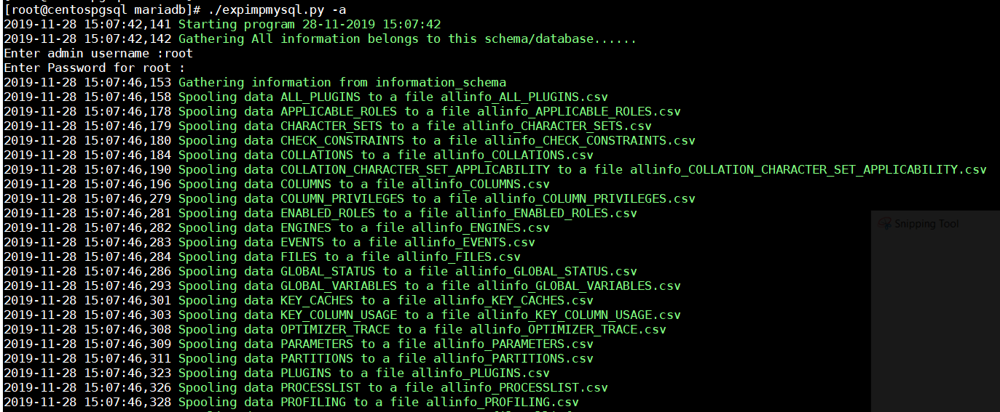 [root@centospgsql mariadb]# ./expimpmysql.py -a
2019-11-28 15:07:42,141 Starting program 28-11-2019 15:07:42
2019-11-28 15:07:42,142 Gathering All information belongs to this schema/database......
Enter admin username :root
Enter Password for root :
2019-11-28 15:07:46,153 Gathering information from information_schema
2019-11-28 15:07:46,158 Spooling data ALL_PLUGINS to a file allinfo_ALL_PLUGINS.csv
2019-11-28 15:07:46,178 Spooling data APPLICABLE_ROLES to a file allinfo_APPLICABLE_ROLES.csv
2019-11-28 15:07:46,179 Spooling data CHARACTER_SETS to a file allinfo_CHARACTER_SETS.csv
2019-11-28 15:07:46,180 Spooling data CHECK_CONSTRAINTS to a file allinfo_CHECK_CONSTRAINTS.csv
2019-11-28 15:07:46,184 Spooling data COLLATIONS to a file allinfo_COLLATIONS.csv
2019-11-28 15:07:46,190 Spooling data COLLATION_CHARACTER_SET_APPLICABILITY to a file allinfo_COLLATION_CHARACTER_SET_APPLICABILITY.csv
2019-11-28 15:07:46,196 Spooling data COLUMNS to a file allinfo_COLUMNS.csv
2019-11-28 15:07:46,279 Spooling data COLUMN_PRIVILEGES to a file allinfo_COLUMN_PRIVILEGES.csv
2019-11-28 15:07:46,281 Spooling data ENABLED_ROLES to a file allinfo_ENABLED_ROLES.csv
2019-11-28 15:07:46,282 Spooling data ENGINES to a file allinfo_ENGINES.csv
2019-11-28 15:07:46,283 Spooling data EVENTS to a file allinfo_EVENTS.csv
Snipping Tool
2019-11-28 15:07:46,284 Spooling data FILES to a file allinfo_FILES.csv
2019-11-28 15:07:46,286 Spooling data GLOBAL_STATUS to a file allinfo_GLOBAL_STATUS.csv
2019-11-28 15:07:46,293 Spooling data GLOBAL_VARIABLES to a file allinfo_GLOBAL_VARIABLES.csv
2019-11-28 15:07:46,301 Spooling data KEY_CACHES to a file allinfo_KEY_CACHES.csv
2019-11-28 15:07:46,303 Spooling data KEY_COLUMN_USAGE to a file allinfo_KEY_COLUMN_USAGE.csv
2019-11-28 15:07:46,308 Spooling data OPTIMIZER_TRACE to a file allinfo_OPTIMIZER_TRACE.csv
2019-11-28 15:07:46,309 Spooling data PARAMETERS to a file allinfo_PARAMETERS.csv
2019-11-28 15:07:46,311 Spooling data PARTITIONS to a file allinfo_PARTITIONS.csv
2019-11-28 15:07:46,323 Spooling data PLUGINS to a file allinfo_PLUGINS.csv
2019-11-28 15:07:46,326 Spooling data PROCESSLIST to a file allinfo_PROCESSLIST.csv
2019-11-28 15:07:46,328 Spooling data PROFILING to a file allinfo_PROFILING.csv